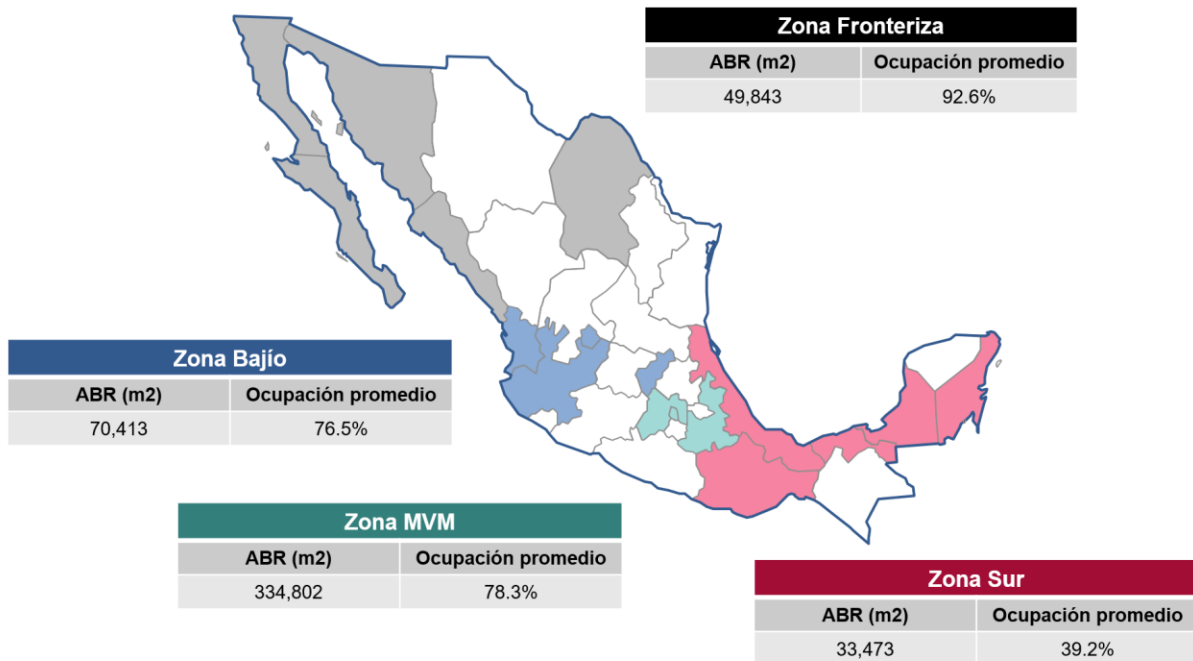 Zona Fronteriza
ABR (m2) Ocupación promedio
49,843 92.6%
Zona Bajío
ABR (m2) Ocupación promedio
70,413 76.5%
Zona MVM
ABR (m2) Ocupación promedio
334,802 78.3%
Zona Sur
ABR (m2) Ocupación promedio
33,473 39.2%